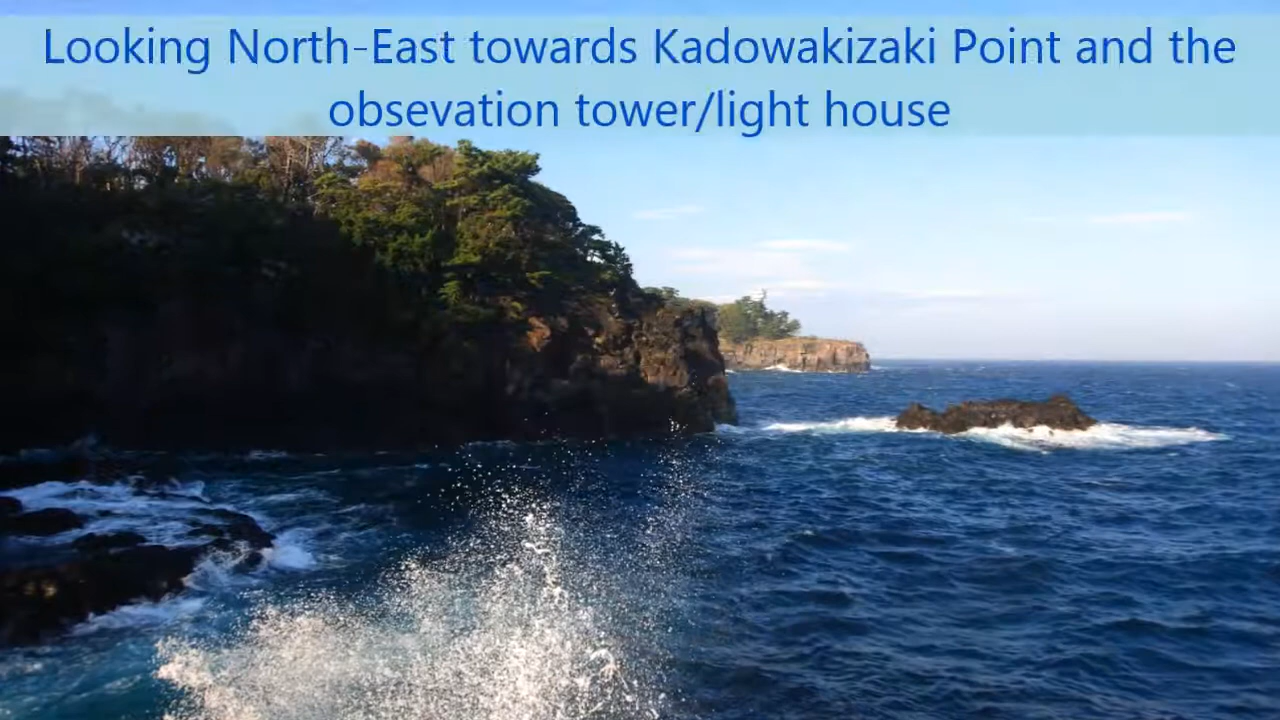 Looking North-East towards Kadowakizaki Point and the
obsevation tower/light house